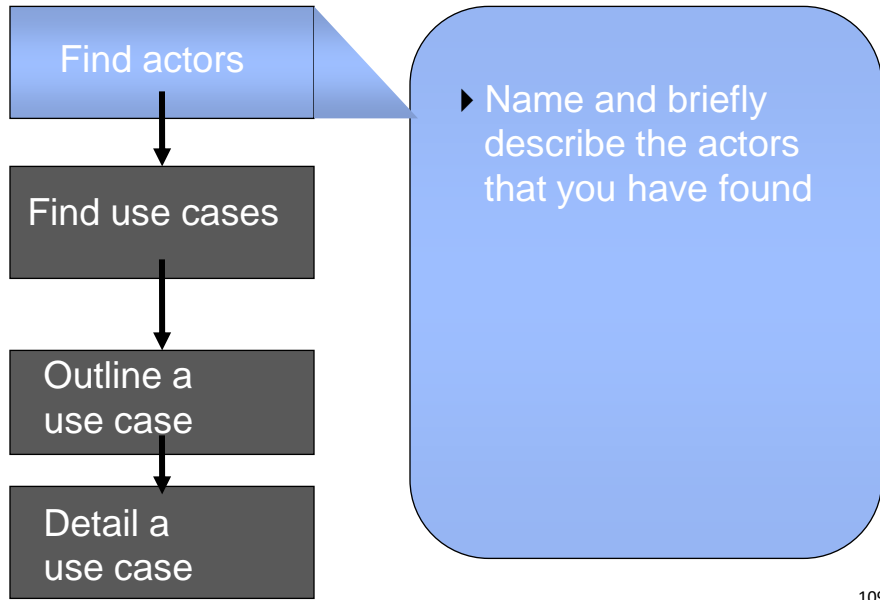 Find actors
Find use cases
Outline a
use case
Detail a
use case
Name and briefly
describe the actors
that you have found
109